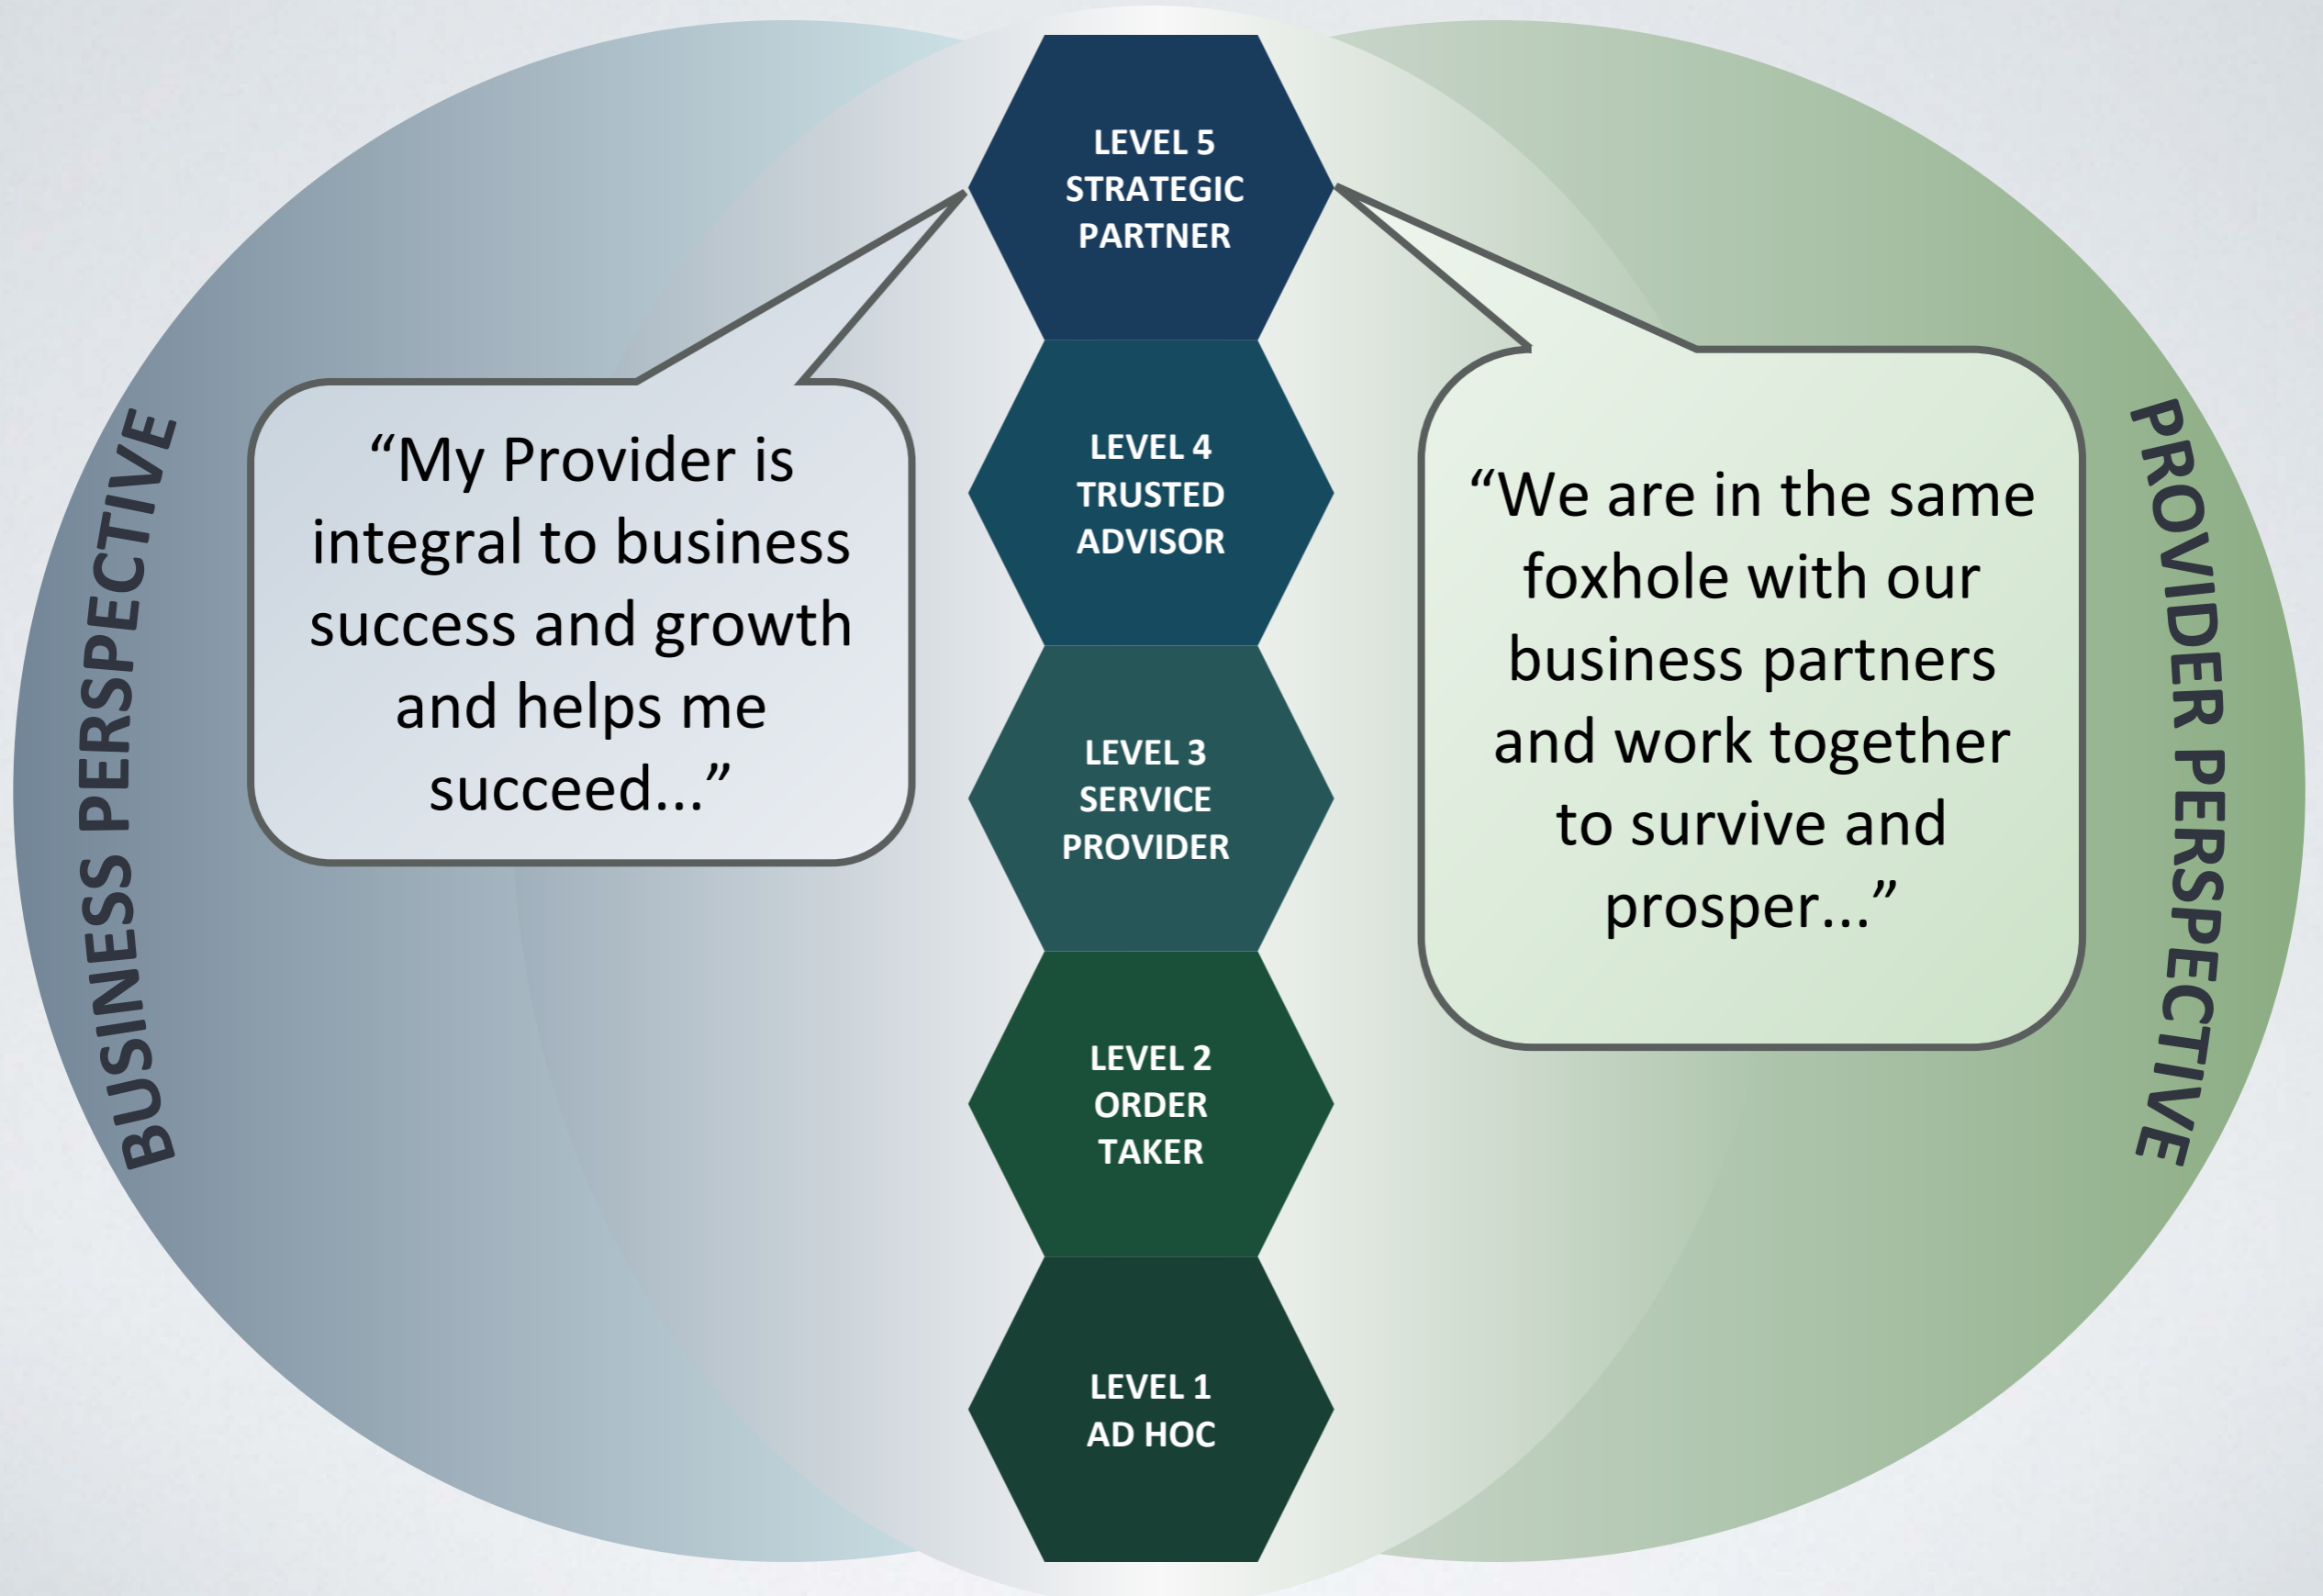 BUSINESS PERSPECTIVE
“My Provider is
integral to business
success and growth
and helps me
succeed...”
LEVEL 5
STRATEGIC
PARTNER
LEVEL 4
TRUSTED
ADVISOR
LEVEL 3
SERVICE
PROVIDER
LEVEL 2
ORDER
TAKER
LEVEL 1
AD HOC
“We are in the same
foxhole with our
business partners
and work together
to survive and
prosper...”
PROVIDER PERSPECTIVE